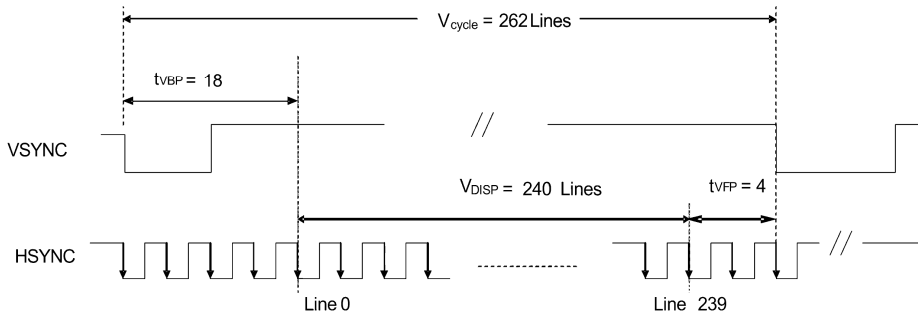 Vcycle = 262 Lines
tVBP = 18
VSYNC
VDISP = 240 Lines
tVFP = 4
HSYNC
Line 0
Line 239